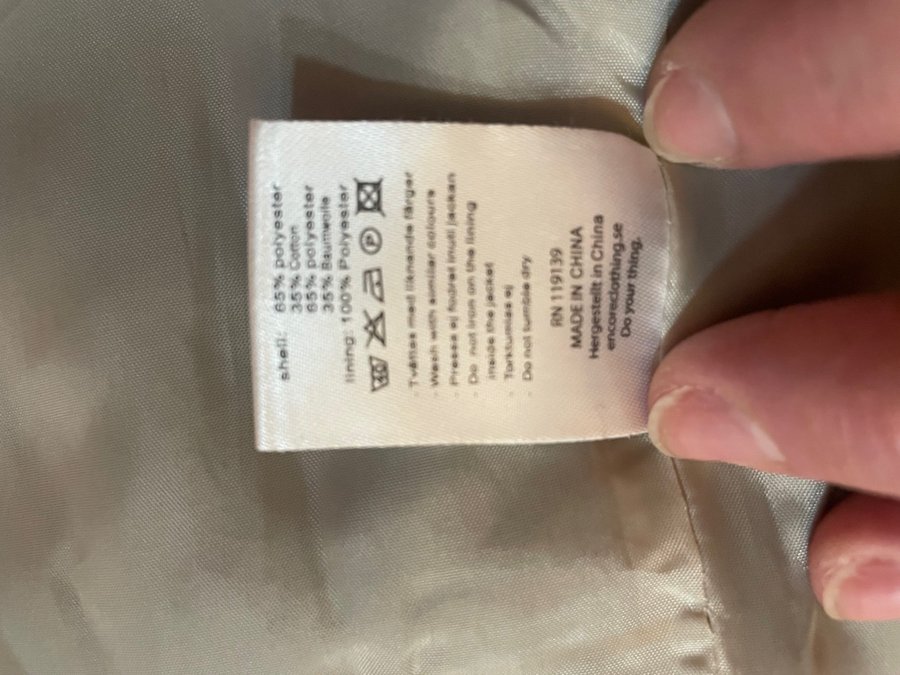 shell: 65% polyester
35% Cotton
65% polyester
35% Baumwolle
lining: 100% Polyester
P
- Tvättas med liknande färger
- Wash with similar colours
- Pressa ej fodret inuti jackan
- Do not iron on the lining
inside the jacket
- Torktumlas ej
- Do not tumble dry
RN 119139
MADE IN CHINA
Hergestellt in China
encoreclothing.se
Do your thing.